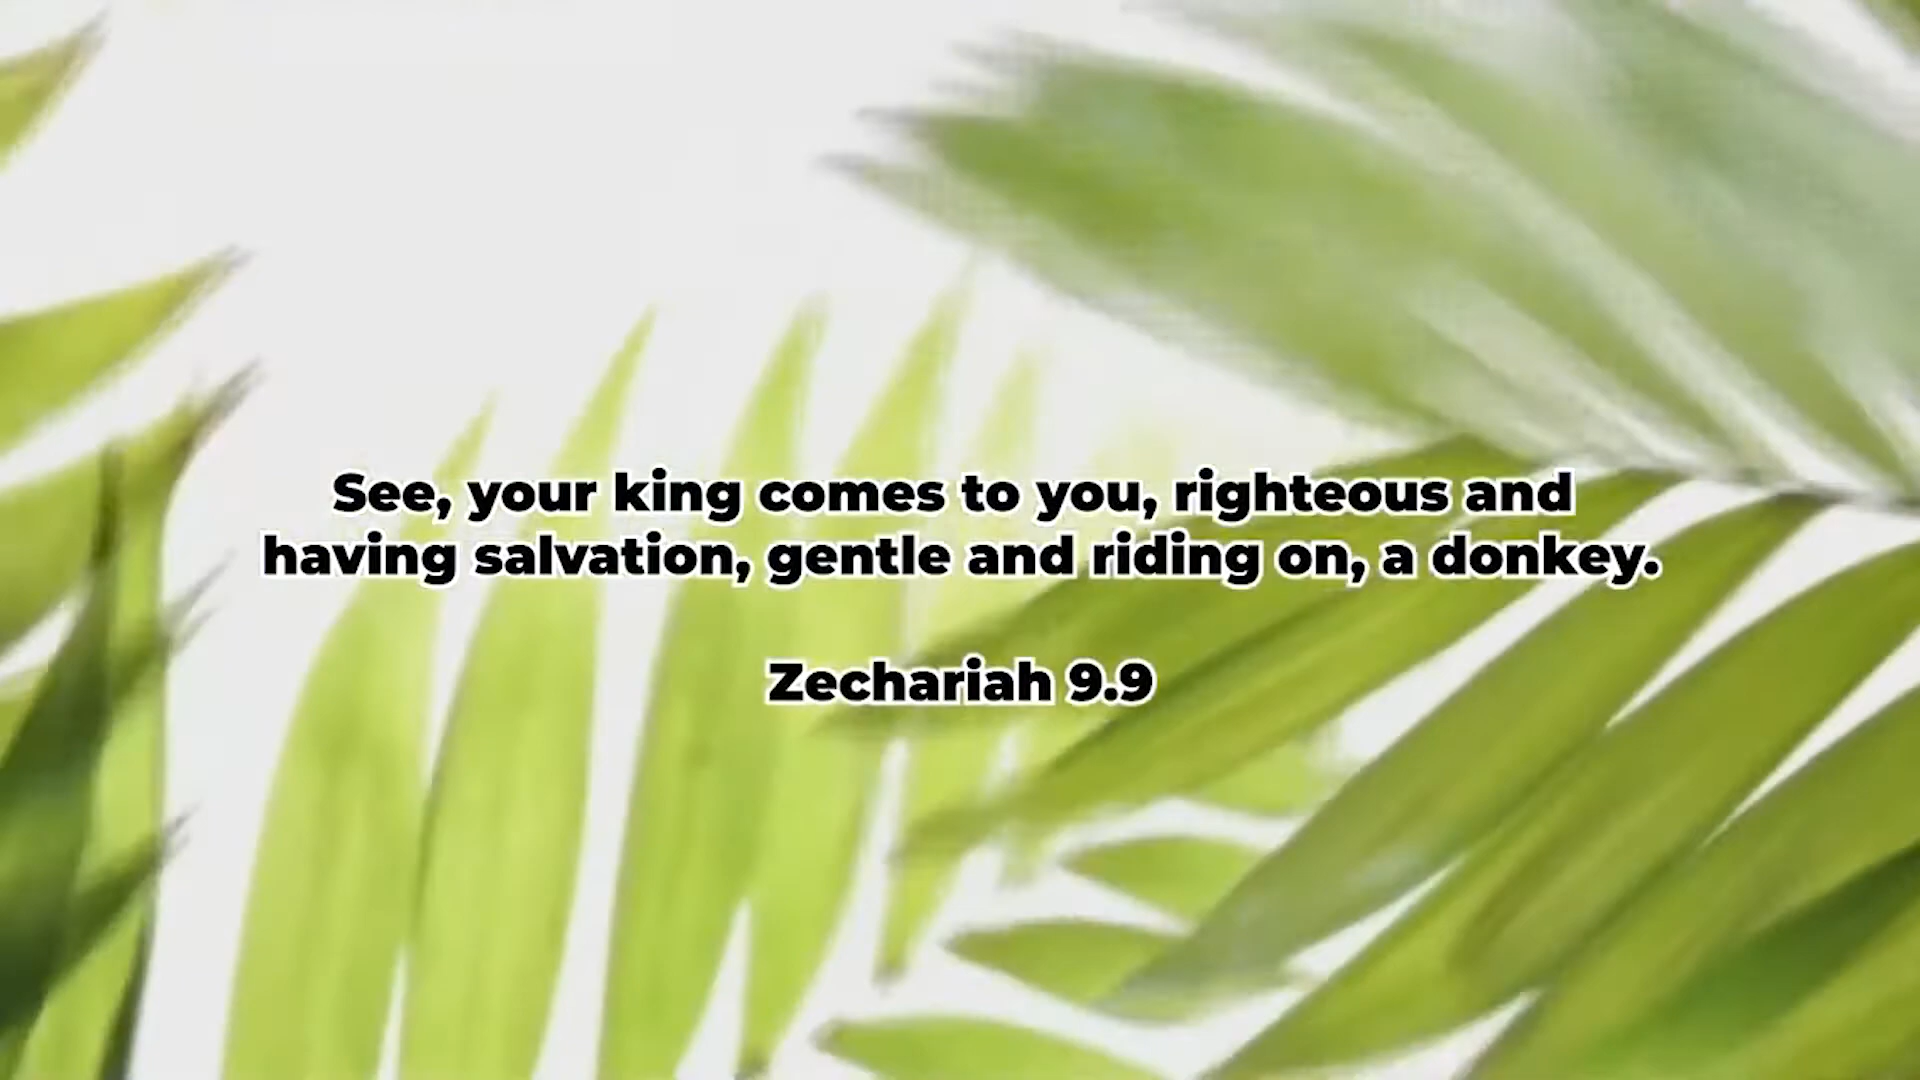 See, your king comes to you, righteous and
having salvation, gentle and riding on, a donkey.
Zechariah 9.9